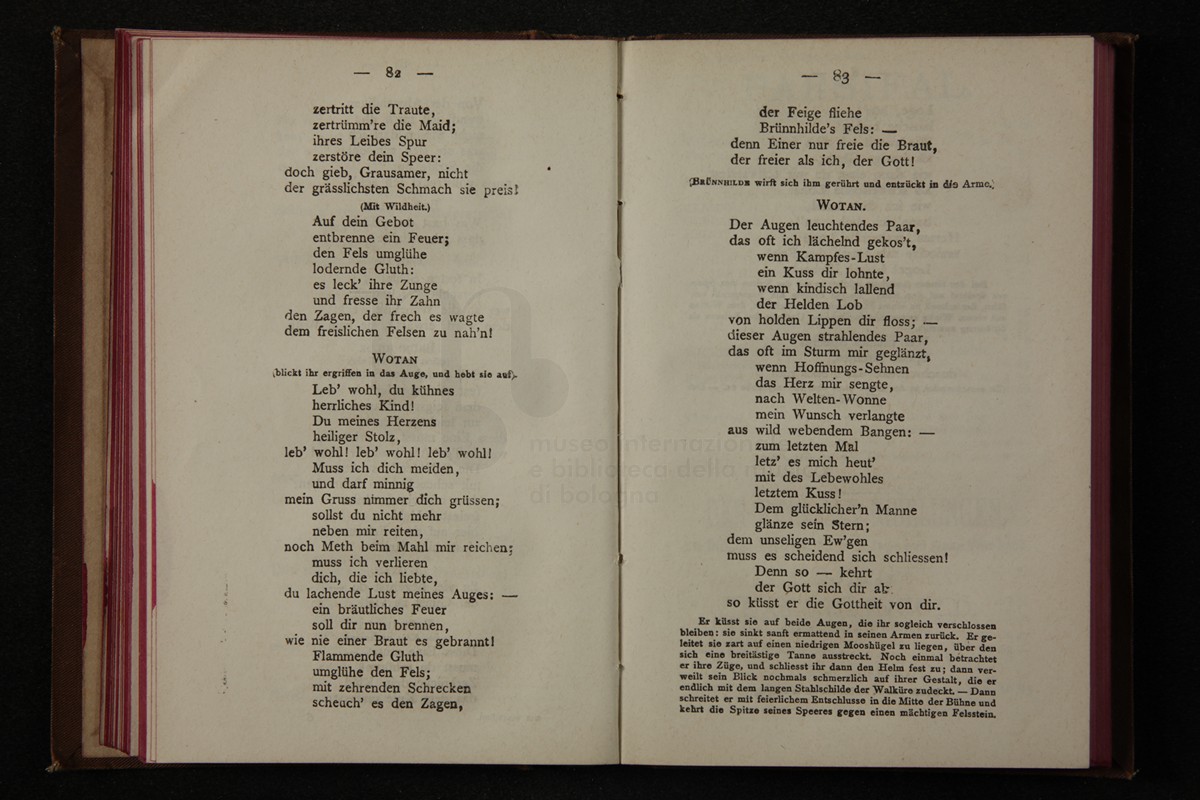 — 82 —
zertritt die Traute,
zertrümm're die Maid;
ihres Leibes Spur
zerstöre dein Speer:
doch gieb, Grausamer, nicht
der grässlichsten Schmach sie preis!
(Mit Wildheit.)
Auf dein Gebot
entbrenne ein Feuer;
den Fels umglühe
lodernde Gluth:
es leck' ihre Zunge
und fresse ihr Zahn
den Zagen, der frech es wagte
dem freislichen Felsen zu nah'n!
WOTAN
(blickt ihr ergriffen in das Auge, und hebt sie auf).
Leb' wohl, du kühnes
herrliches Kind!
Du meines Herzens
heiliger Stolz,
leb' wohl! leb' wohl! leb' wohl!
Muss ich dich meiden,
und darf minnig
mein Gruss nimmer dich grüssen;
sollst du nicht mehr
neben mir reiten,
noch Meth beim Mahl mir reichen;
muss ich verlieren
dich, die ich liebte,
du lachende Lust meines Auges: —
ein bräutliches Feuer
soll dir nun brennen,
wie nie einer Braut es gebrannt!
Flammende Gluth
umglühe den Fels;
mit zehrenden Schrecken
scheuch' es den Zagen,
— 83 —
der Feige fliehe
Brünnhilde's Fels: —
denn Einer nur freie die Braut,
der freier als ich, der Gott!
(BRÜNNHILDE wirft sich ihm gerührt und entzückt in die Arme.)
WOTAN.
Der Augen leuchtendes Paar,
das oft ich lächelnd gekos't,
wenn Kampfes-Lust
ein Kuss dir lohnte,
wenn kindisch lallend
der Helden Lob
von holden Lippen dir floss; —
dieser Augen strahlendes Paar,
das oft im Sturm mir geglänzt,
wenn Hoffnungs-Sehnen
das Herz mir sengte,
nach Welten-Wonne
mein Wunsch verlangte
aus wild webendem Bangen: —
zum letzten Mal
letz' es mich heut'
mit des Lebewohles
letztem Kuss!
Dem glücklicher'n Manne
glänze sein Stern;
dem unseligen Ew'gen
muss es scheidend sich schliessen!
Denn so — kehrt
der Gott sich dir ab:
so küsst er die Gottheit von dir.
Er küsst sie auf beide Augen, die ihr sogleich verschlossen
bleiben: sie sinkt sanft ermattend in seinen Armen zurück. Er ge-
leitet sie zart auf einen niedrigen Mooshügel zu liegen, über den
sich eine breitästige Tanne ausstreckt. Noch einmal betrachtet
er ihre Züge, und schliesst ihr dann den Helm fest zu; dann ver-
weilt sein Blick nochmals schmerzlich auf ihrer Gestalt, die er
endlich mit dem langen Stahlschilde der Walküre zudeckt. — Dann
schreitet er mit feierlichem Entschlusse in die Mitte der Bühne und
kehrt die Spitze seines Speeres gegen einen mächtigen Felsstein.
museo internazion
e biblioteca della m
di bologna